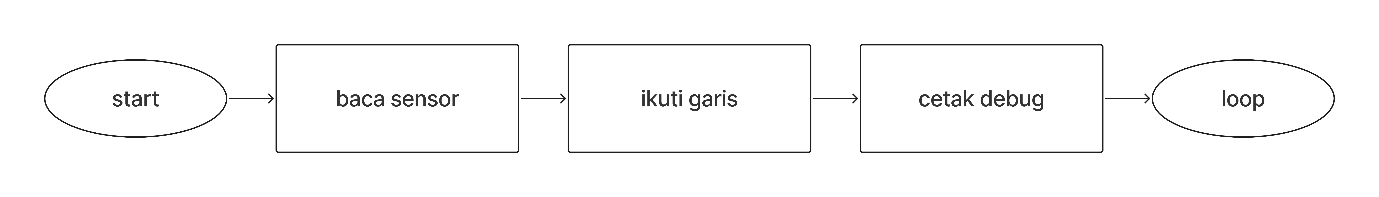 start
baca sensor
ikuti garis
cetak debug
loop